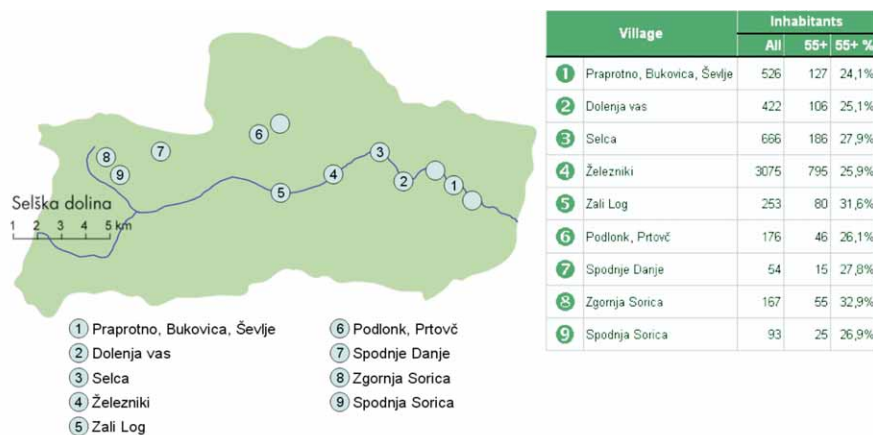 6
8
7
9
3
4
2
1
5
Selška dolina
1 2 3 4 5 km
1 Praprotno, Bukovica, Ševlje
2 Dolenja vas
3 Selca
4 Železniki
5 Zali Log
6 Podlonk, Prtovč
7 Spodnje Danje
8 Zgornja Sorica
9 Spodnja Sorica
Village Inhabitants
All 55+ 55+ %
1 Praprotno, Bukovica, Ševlje 526 127 24,1%
2 Dolenja vas 422 106 25,1%
3 Selca 666 186 27,9%
4 Železniki 3075 795 25,9%
5 Zali Log 253 80 31,6%
6 Podlonk, Prtovč 176 46 26,1%
7 Spodnje Danje 54 15 27,8%
8 Zgornja Sorica 167 55 32,9%
9 Spodnja Sorica 93 25 26,9%